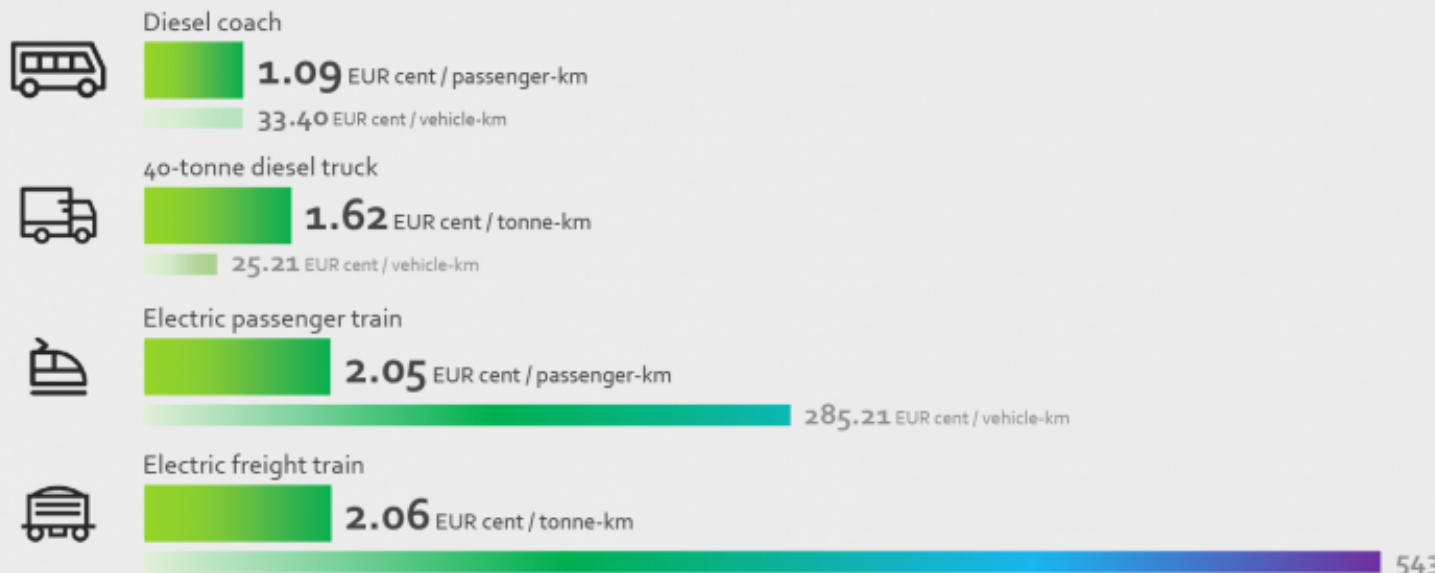 Diesel coach
1.09 EUR cent / passenger-km
33.40 EUR cent / vehicle-km
40-tonne diesel truck
1.62 EUR cent / tonne-km
25.21 EUR cent / vehicle-km
Electric passenger train
2.05 EUR cent / passenger-km
285.21 EUR cent / vehicle-km
Electric freight train
2.06 EUR cent / tonne-km
543